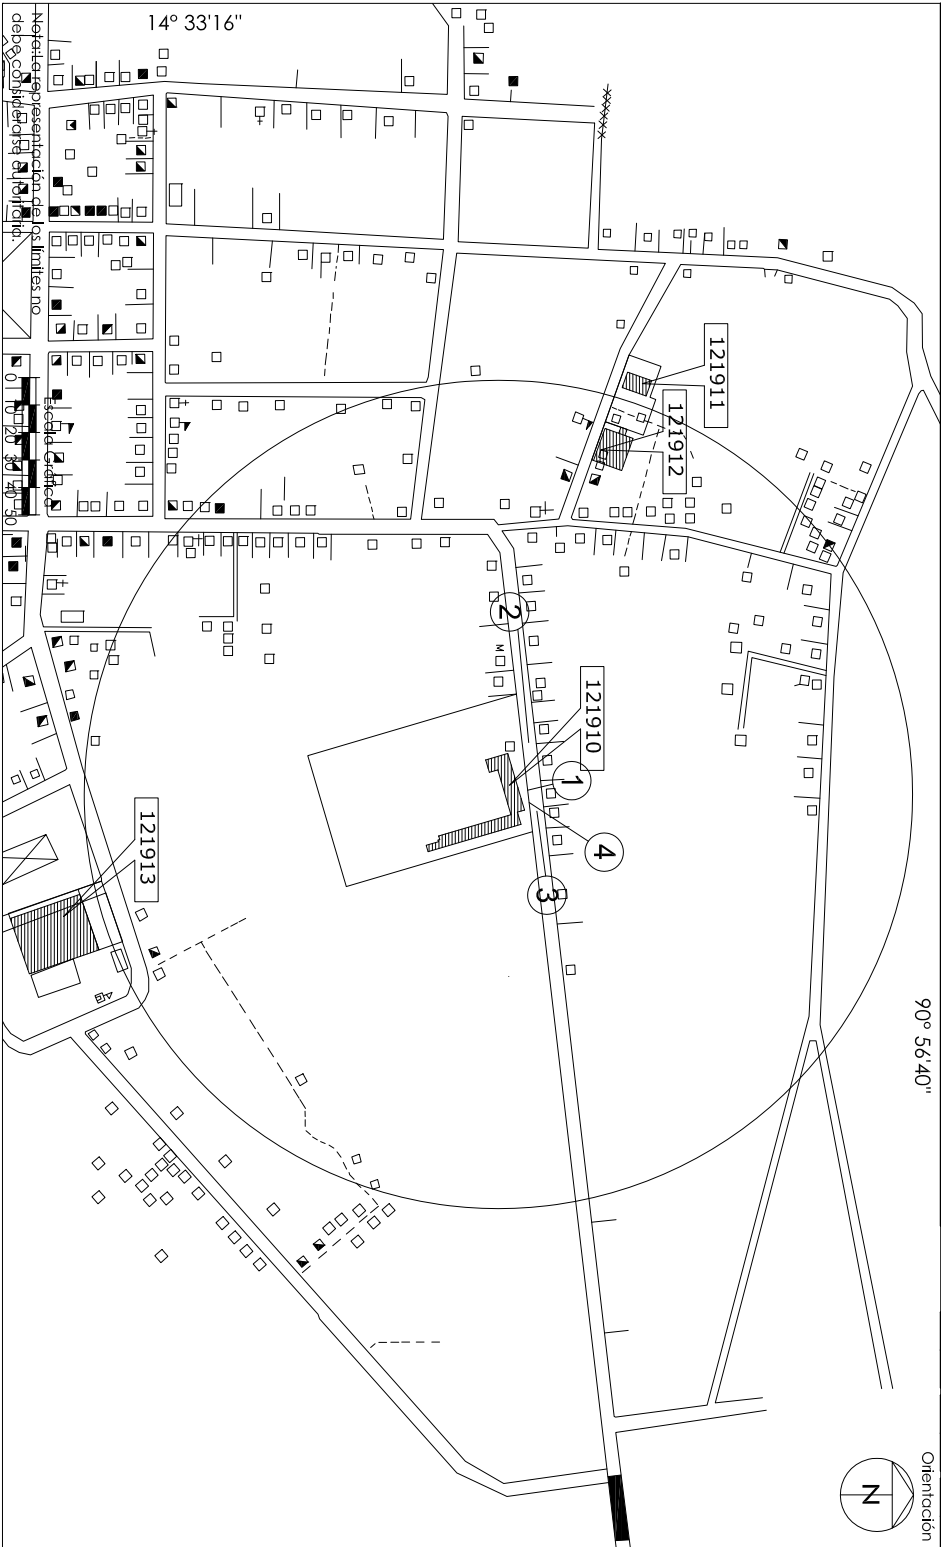 14° 33'16"
Nota:La representación de los límites no
debe considerarse autoritaria.
Escala Gráfica
0 10 20 30 40 50
121911
121912
121910
121913
2
1
4
3
M
90° 56'40"
Orientación
N